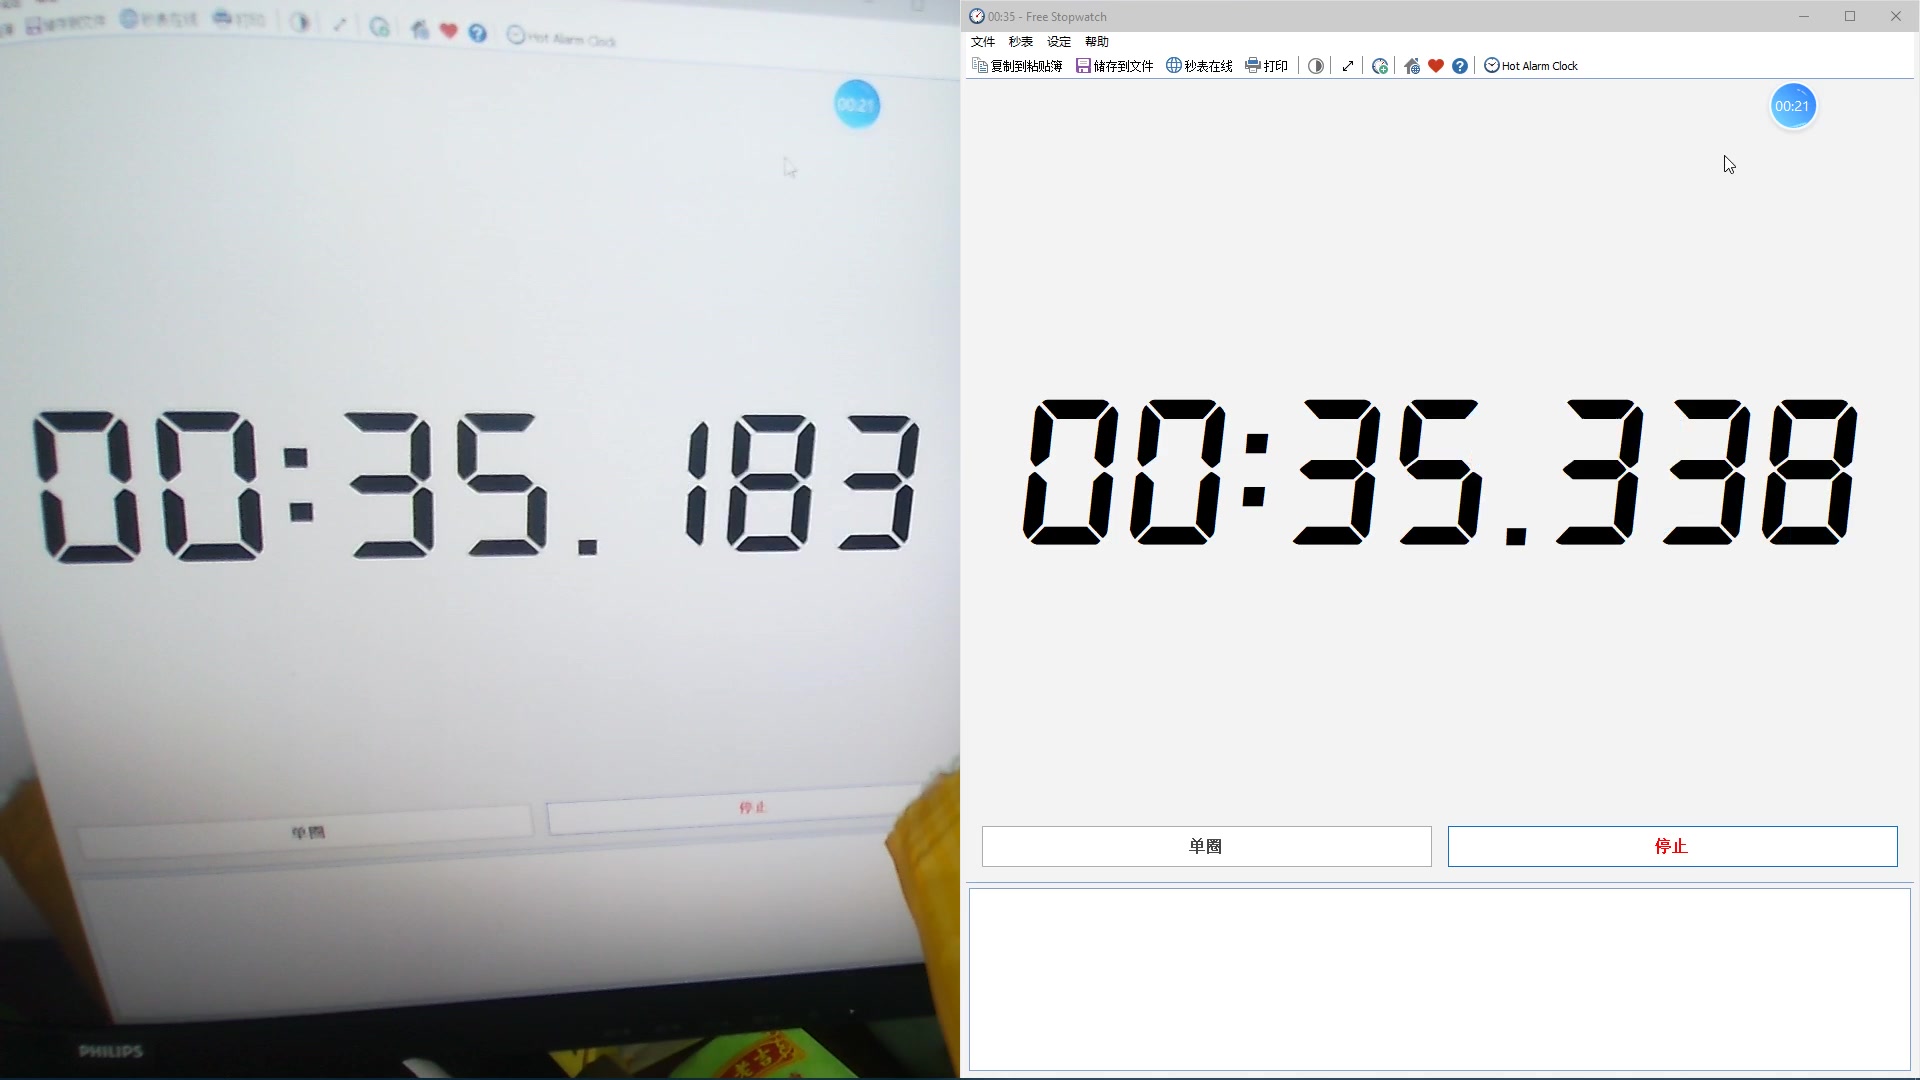 储存到文件 秒表在线 打印 Hot Alarm Clock
00:21
00:35.183
单圈 停止
PHILIPS
00:35 - Free Stopwatch
文件 秒表 设定 帮助
复制到粘贴簿 储存到文件 秒表在线 打印 Hot Alarm Clock
00:21
00:35.338
单圈 停止